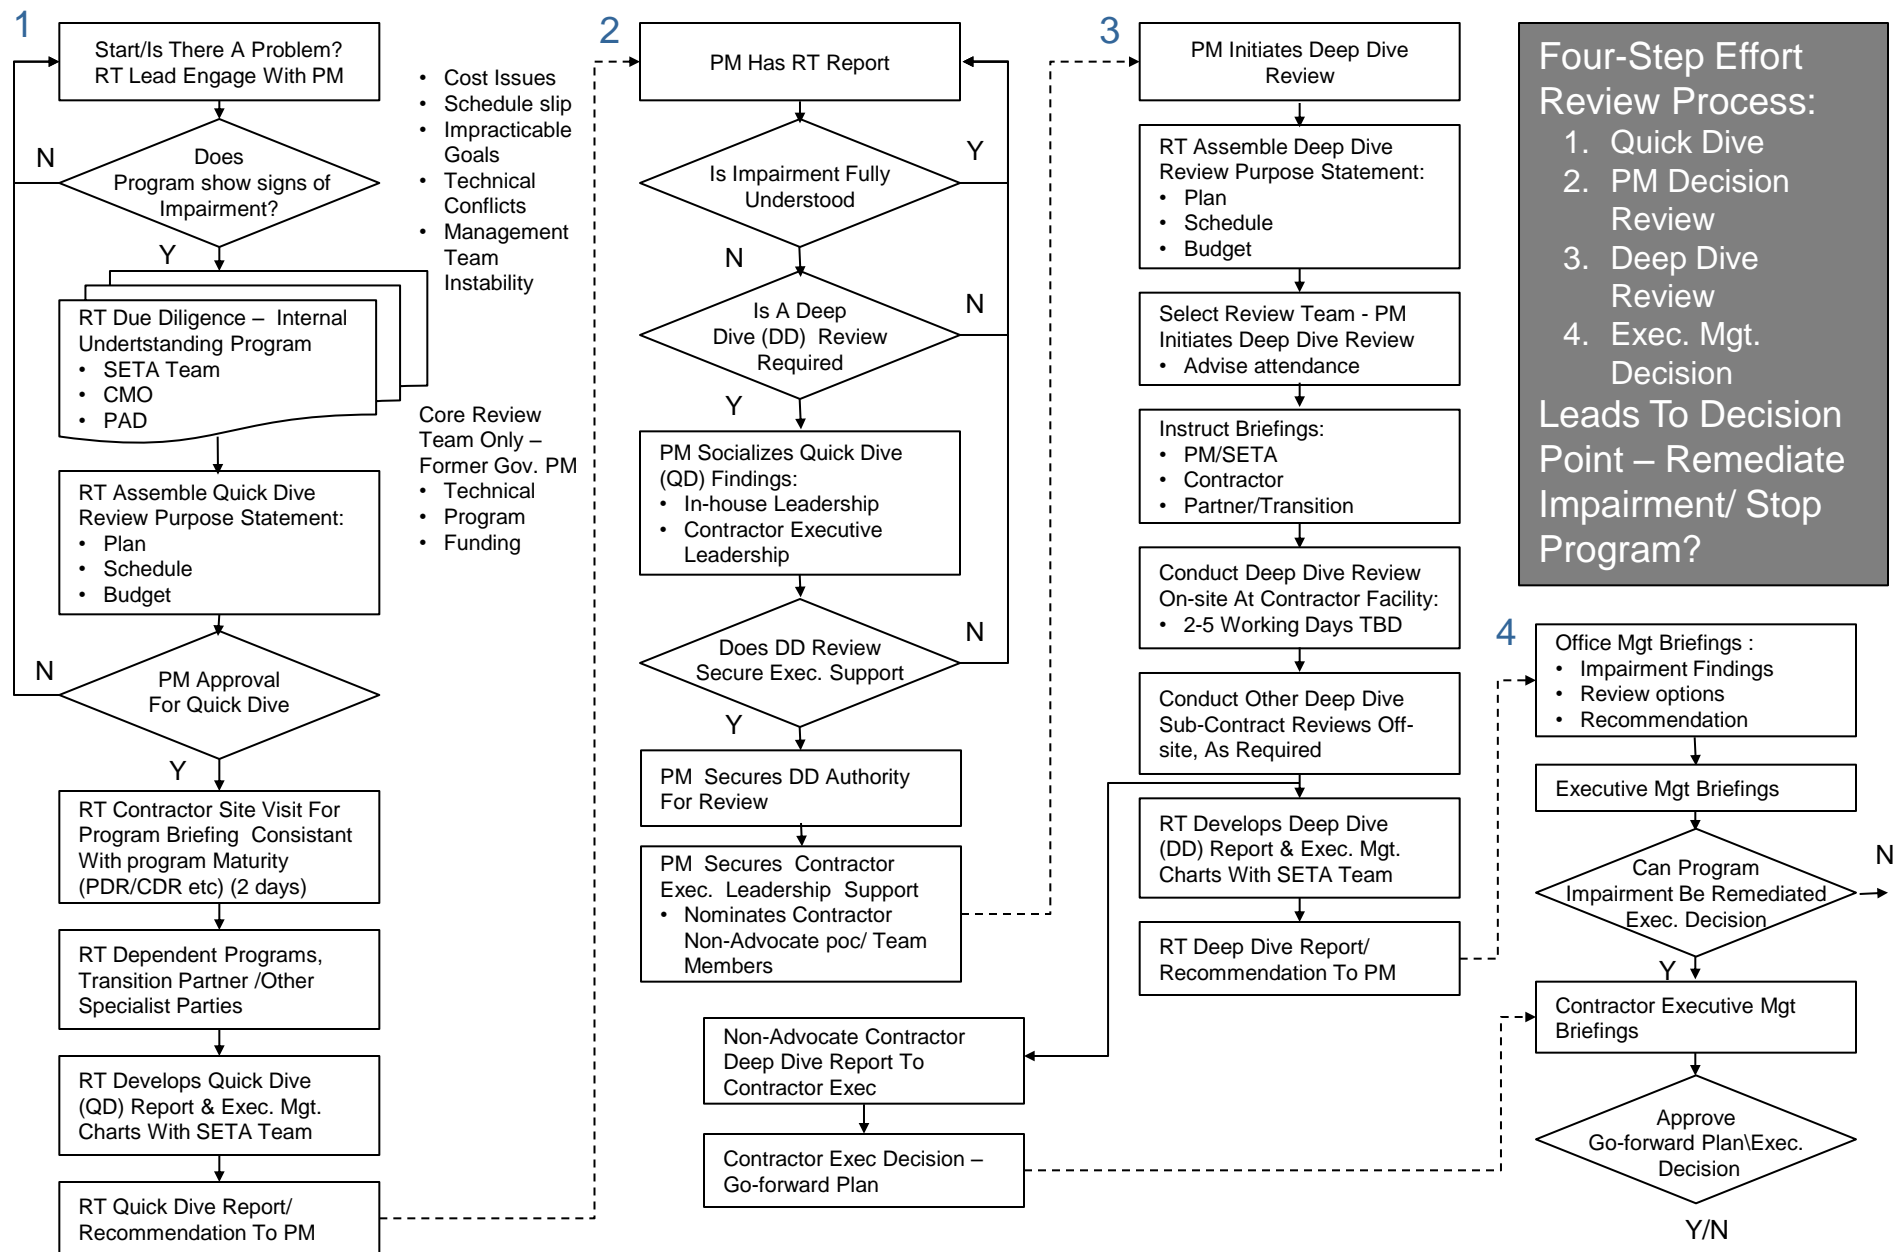 1
Start/Is There A Problem?
RT Lead Engage With PM
N
Does
Program show signs of
Impairment?
Y
• Cost Issues
• Schedule slip
• Impracticable
Goals
• Technical
Conflicts
• Management
Team
Instability
RT Due Diligence – Internal
Undertstanding Program
• SETA Team
• CMO
• PAD
Core Review
Team Only –
Former Gov. PM
• Technical
• Program
• Funding
RT Assemble Quick Dive
Review Purpose Statement:
• Plan
• Schedule
• Budget
N
PM Approval
For Quick Dive
Y
RT Contractor Site Visit For
Program Briefing Consistant
With program Maturity
(PDR/CDR etc) (2 days)
RT Dependent Programs,
Transition Partner /Other
Specialist Parties
RT Develops Quick Dive
(QD) Report & Exec. Mgt.
Charts With SETA Team
RT Quick Dive Report/
Recommendation To PM
2
PM Has RT Report
Y
Is Impairment Fully
Understood
N
N
Is A Deep
Dive (DD) Review
Required
Y
PM Socializes Quick Dive
(QD) Findings:
• In-house Leadership
• Contractor Executive
Leadership
N
Does DD Review
Secure Exec. Support
Y
PM Secures DD Authority
For Review
PM Secures Contractor
Exec. Leadership Support
• Nominates Contractor
Non-Advocate poc/ Team
Members
Non-Advocate Contractor
Deep Dive Report To
Contractor Exec
Contractor Exec Decision –
Go-forward Plan
3
PM Initiates Deep Dive
Review
RT Assemble Deep Dive
Review Purpose Statement:
• Plan
• Schedule
• Budget
Select Review Team - PM
Initiates Deep Dive Review
• Advise attendance
Instruct Briefings:
• PM/SETA
• Contractor
• Partner/Transition
Conduct Deep Dive Review
On-site At Contractor Facility:
• 2-5 Working Days TBD
Conduct Other Deep Dive
Sub-Contract Reviews Off-
site, As Required
RT Develops Deep Dive
(DD) Report & Exec. Mgt.
Charts With SETA Team
RT Deep Dive Report/
Recommendation To PM
Four-Step Effort
Review Process:
1. Quick Dive
2. PM Decision
Review
3. Deep Dive
Review
4. Exec. Mgt.
Decision
Leads To Decision
Point – Remediate
Impairment/ Stop
Program?
4
Office Mgt Briefings :
• Impairment Findings
• Review options
• Recommendation
Executive Mgt Briefings
N
Can Program
Impairment Be Remediated
Exec. Decision
Y
Contractor Executive Mgt
Briefings
Approve
Go-forward Plan\Exec.
Decision
Y/N